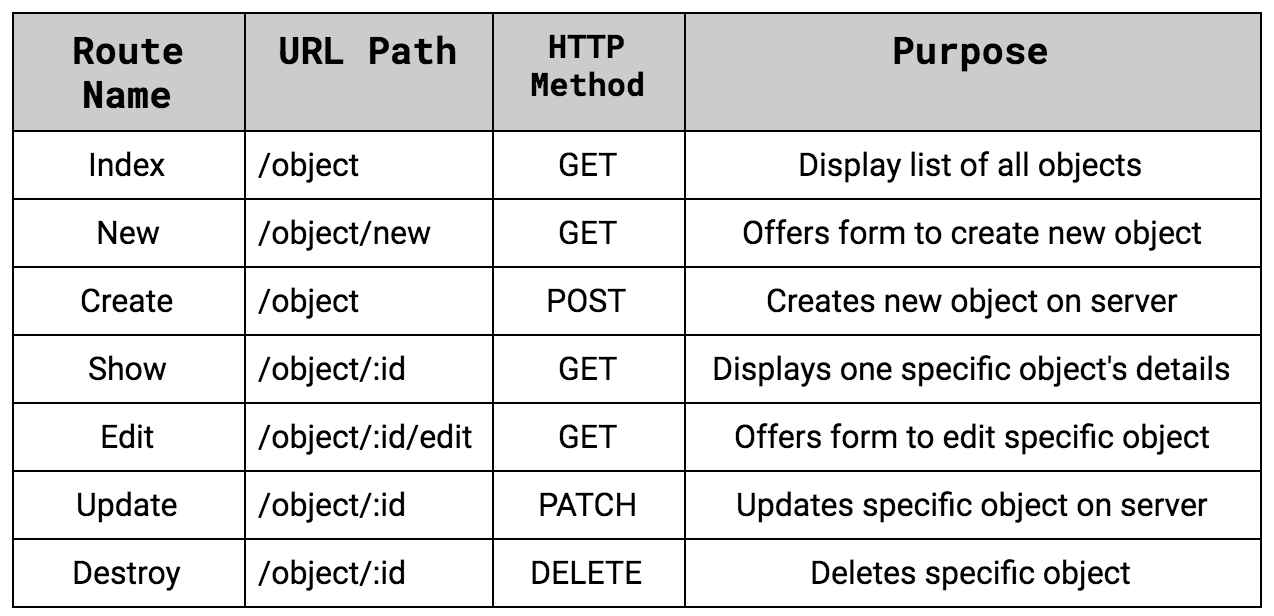 Route Name URL Path HTTP Method Purpose
Index /object GET Display list of all objects
New /object/new GET Offers form to create new object
Create /object POST Creates new object on server
Show /object/:id GET Displays one specific object's details
Edit /object/:id/edit GET Offers form to edit specific object
Update /object/:id PATCH Updates specific object on server
Destroy /object/:id DELETE Deletes specific object